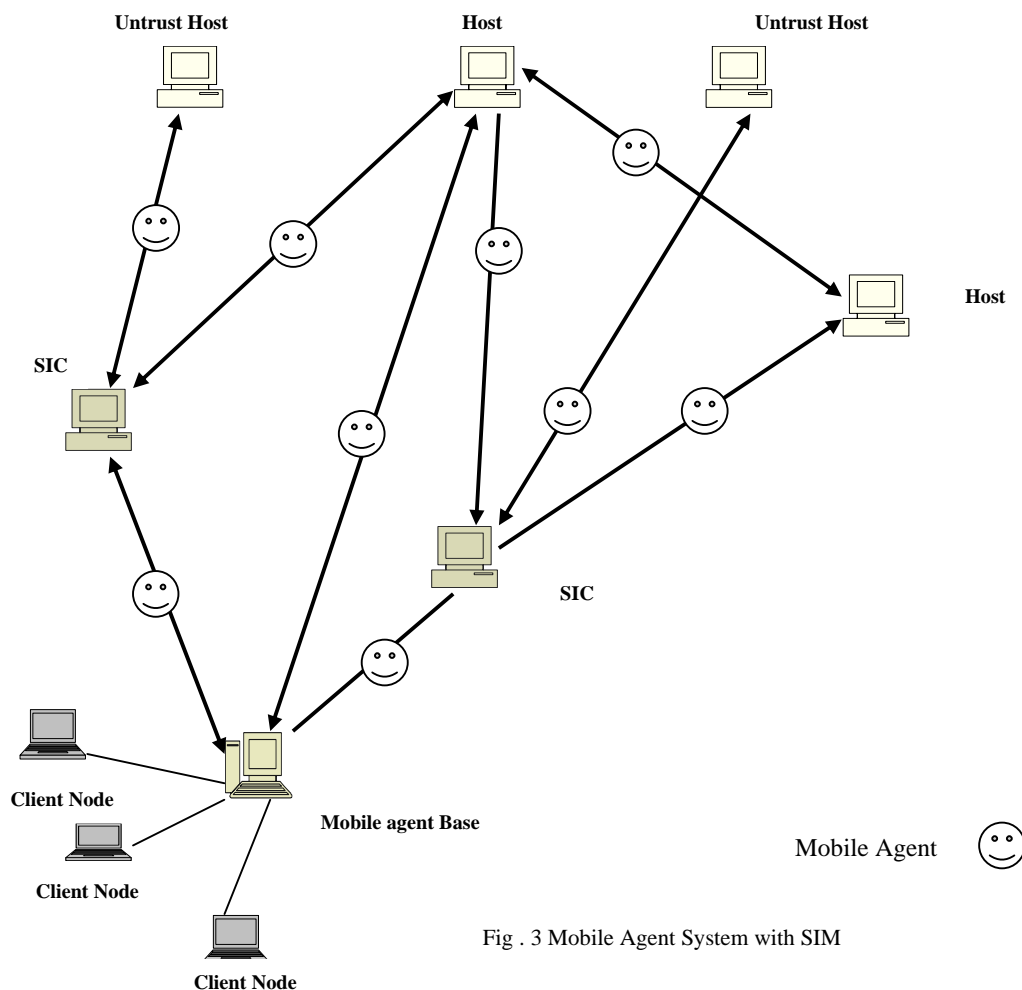 Untrust Host
Host
Untrust Host
Host
SIC
SIC
Client Node
Mobile agent Base
Mobile Agent
Client Node
Fig . 3 Mobile Agent System with SIM
Client Node